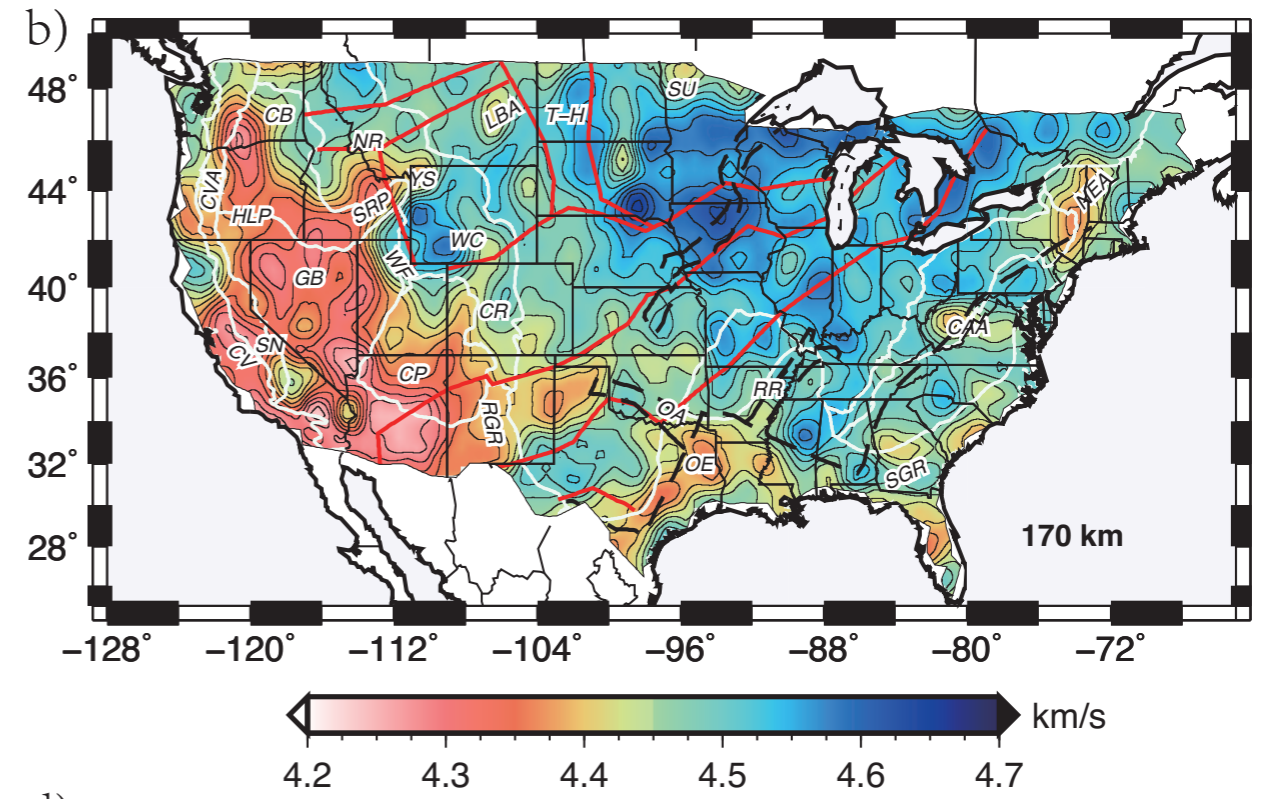 b)
48°
44°
40°
36°
32°
28°
SU
CB
LBA
T–H
NR
YS
CVA
SRP
NEA
HLP
WC
WF
GB
CR
CAA
SN
CV
CP
RR
RGR
OA
OE
SGR
170 km
−128° −120° −112° −104° −96° −88° −80° −72°
km/s
4.2 4.3 4.4 4.5 4.6 4.7